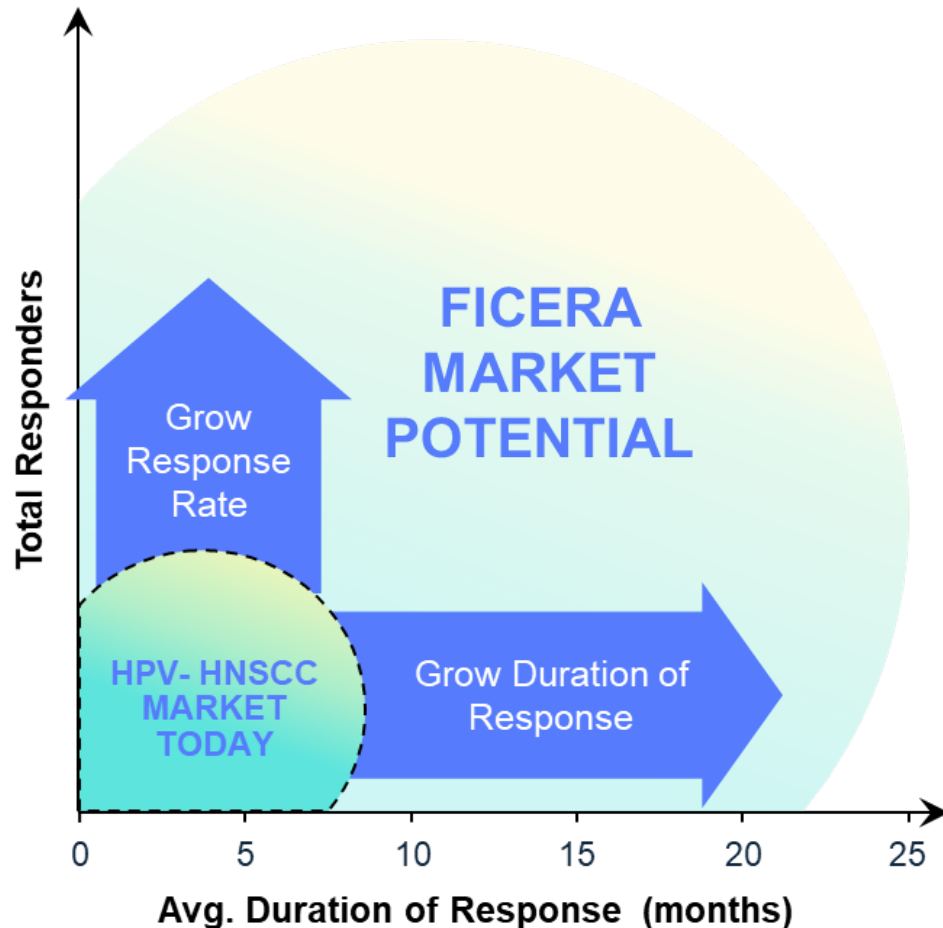 Total Responders
FICERA
MARKET
POTENTIAL
Grow
Response
Rate
HPV- HNSCC
MARKET
TODAY
Grow Duration of
Response
0 5 10 15 20 25
Avg. Duration of Response (months)